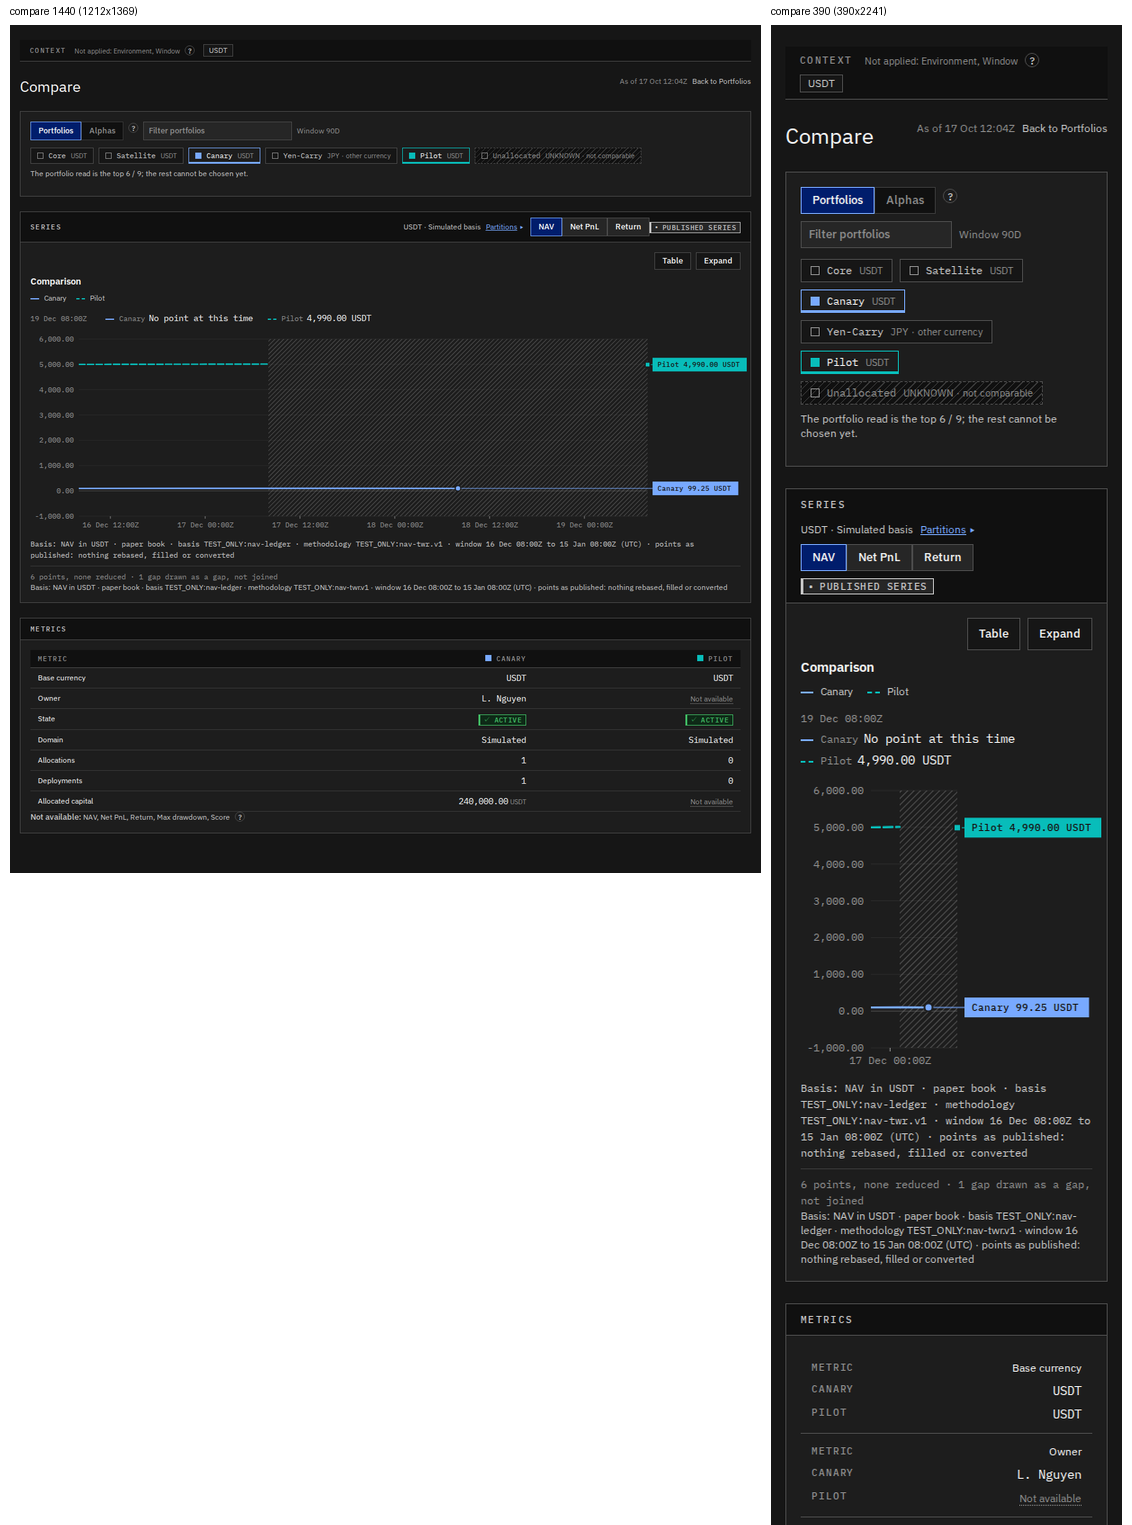 compare 1440 (1212x1369)
CONTEXT Not applied: Environment, Window ? USDT
Compare
As of 17 Oct 12:04Z Back to Portfolios
Portfolios Alphas ? Filter portfolios Window 90D
Core USDT Satellite USDT Canary USDT Yen-Carry JPY · other currency Pilot USDT Unallocated UNKNOWN · not comparable
The portfolio read is the top 6 / 9; the rest cannot be chosen yet.
SERIES USDT · Simulated basis Partitions ▸ NAV Net PnL Return • PUBLISHED SERIES
Table Expand
Comparison
Canary Pilot
19 Dec 08:00Z Canary No point at this time Pilot 4,990.00 USDT
6,000.00
5,000.00
Pilot 4,990.00 USDT
4,000.00
3,000.00
2,000.00
1,000.00
0.00
Canary 99.25 USDT
-1,000.00
16 Dec 12:00Z 17 Dec 00:00Z 17 Dec 12:00Z 18 Dec 00:00Z 18 Dec 12:00Z 19 Dec 00:00Z
Basis: NAV in USDT · paper book · basis TEST_ONLY:nav-ledger · methodology TEST_ONLY:nav-twr.v1 · window 16 Dec 08:00Z to 15 Jan 08:00Z (UTC) · points as
published: nothing rebased, filled or converted
6 points, none reduced · 1 gap drawn as a gap, not joined
Basis: NAV in USDT · paper book · basis TEST_ONLY:nav-ledger · methodology TEST_ONLY:nav-twr.v1 · window 16 Dec 08:00Z to 15 Jan 08:00Z (UTC) · points as published: nothing rebased, filled or converted
METRICS
METRIC CANARY PILOT
Base currency USDT USDT
Owner L. Nguyen Not available
State ✓ ACTIVE ✓ ACTIVE
Domain Simulated Simulated
Allocations 1 0
Deployments 1 0
Allocated capital 240,000.00 USDT Not available
Not available: NAV, Net PnL, Return, Max drawdown, Score ?
compare 390 (390x2241)
CONTEXT Not applied: Environment, Window ?
USDT
Compare
As of 17 Oct 12:04Z Back to Portfolios
Portfolios Alphas ?
Filter portfolios Window 90D
Core USDT Satellite USDT
Canary USDT
Yen-Carry JPY · other currency
Pilot USDT
Unallocated UNKNOWN · not comparable
The portfolio read is the top 6 / 9; the rest cannot be
chosen yet.
SERIES
USDT · Simulated basis Partitions ▸
NAV Net PnL Return
• PUBLISHED SERIES
Table Expand
Comparison
Canary Pilot
19 Dec 08:00Z
Canary No point at this time
Pilot 4,990.00 USDT
6,000.00
5,000.00
Pilot 4,990.00 USDT
4,000.00
3,000.00
2,000.00
1,000.00
0.00
Canary 99.25 USDT
-1,000.00
17 Dec 00:00Z
Basis: NAV in USDT · paper book · basis
TEST_ONLY:nav-ledger · methodology
TEST_ONLY:nav-twr.v1 · window 16 Dec 08:00Z to
15 Jan 08:00Z (UTC) · points as published:
nothing rebased, filled or converted
6 points, none reduced · 1 gap drawn as a gap,
not joined
Basis: NAV in USDT · paper book · basis TEST_ONLY:nav-
ledger · methodology TEST_ONLY:nav-twr.v1 · window 16
Dec 08:00Z to 15 Jan 08:00Z (UTC) · points as published:
nothing rebased, filled or converted
METRICS
METRIC Base currency
CANARY USDT
PILOT USDT
METRIC Owner
CANARY L. Nguyen
PILOT Not available